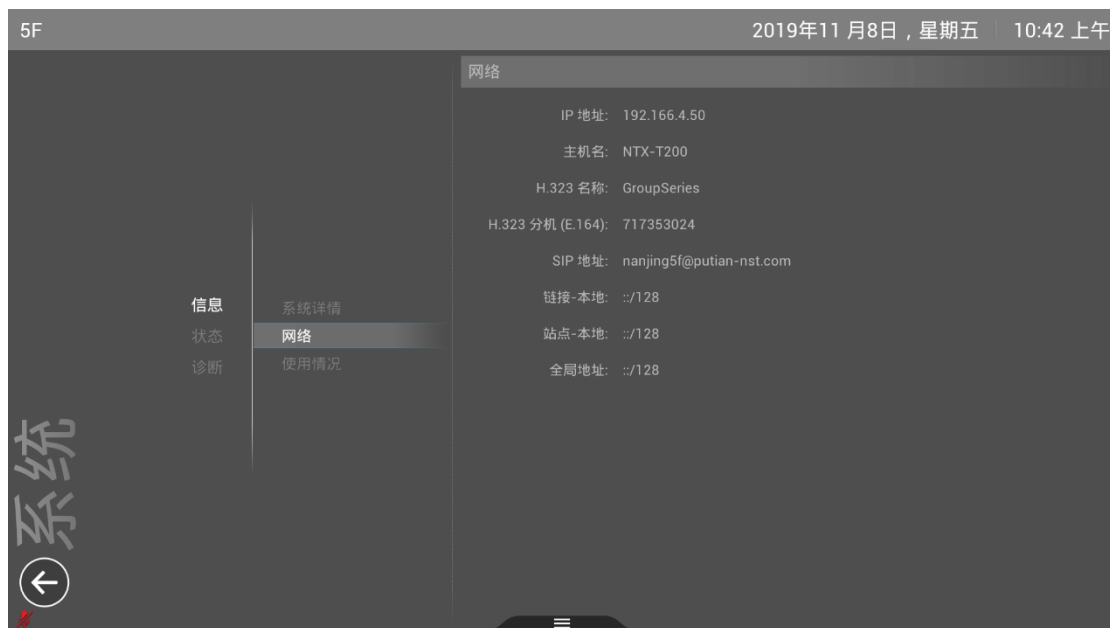 5F
2019年11月8日，星期五 10:42 上午
网络
IP 地址: 192.166.4.50
主机名: NTX-T200
H.323 名称: GroupSeries
H.323 分机 (E.164): 717353024
SIP 地址: nanjing5f@putian-nst.com
链接-本地: ::/128
站点-本地: ::/128
全局地址: ::/128
信息
状态
诊断
系统详情
网络
使用情况
系统